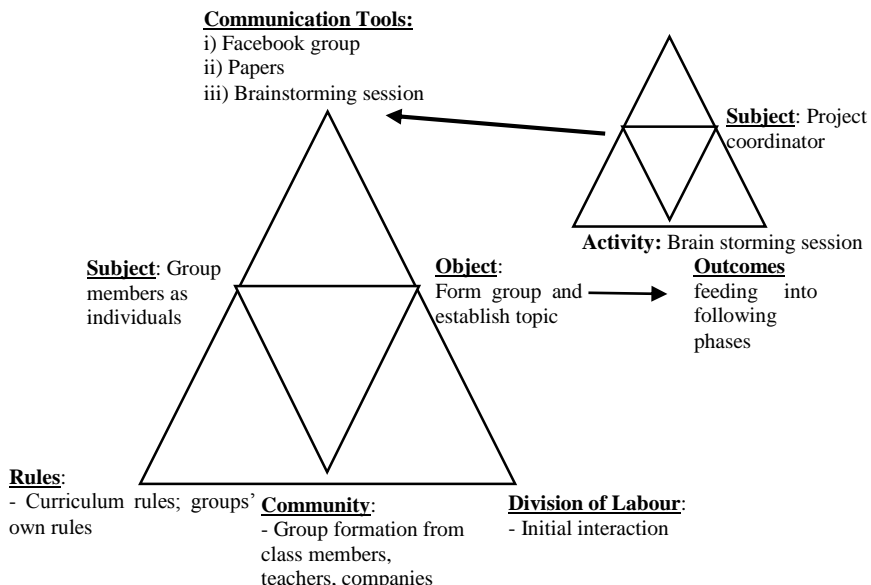 Communication Tools:
i) Facebook group
ii) Papers
iii) Brainstorming session
Subject: Project
coordinator
Activity: Brain storming session
Subject: Group
members as
individuals
Object:
Form group and
establish topic
Outcomes
feeding into
following
phases
Rules:
- Curriculum rules; groups’
own rules
Community:
- Group formation from
class members,
teachers, companies
Division of Labour:
- Initial interaction